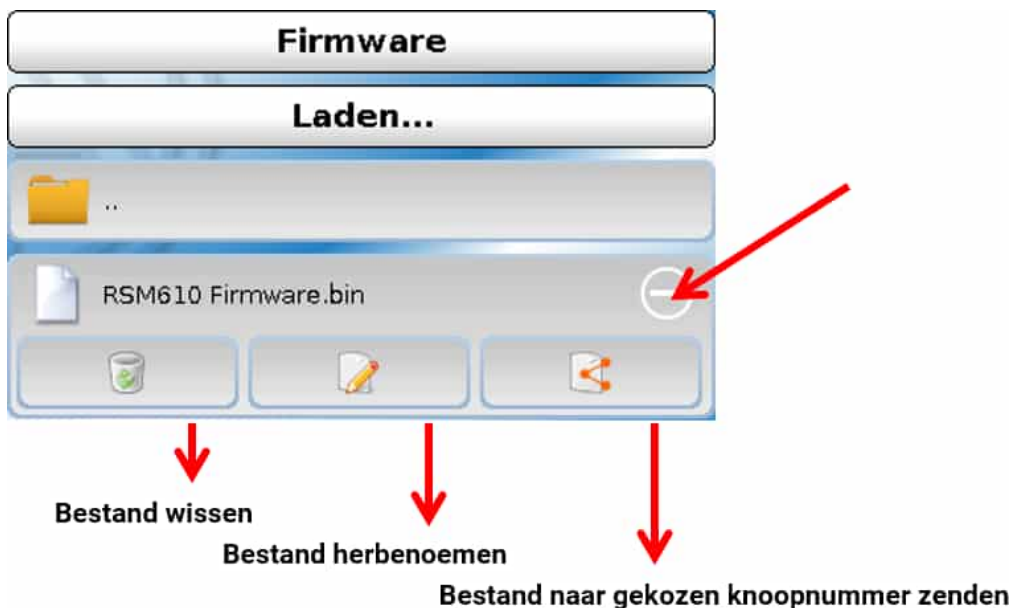 Firmware
Laden...
..
RSM610 Firmware.bin
Bestand wissen
Bestand herbenoemen
Bestand naar gekozen knoopnummer zenden